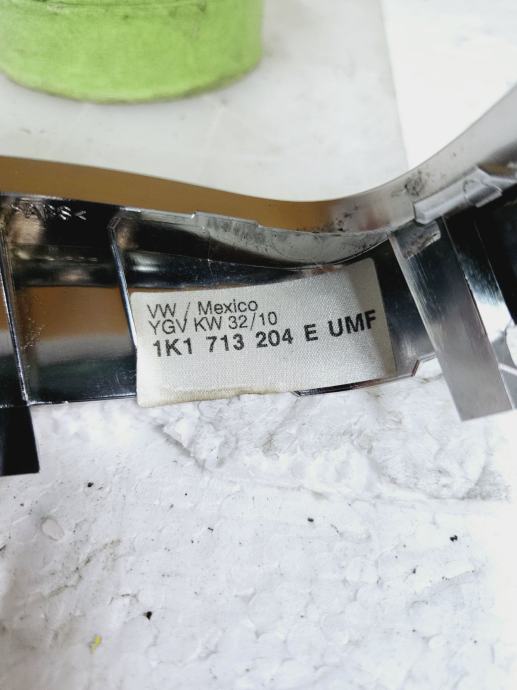 VW / Mexico
YGV KW 32/10
1K1 713 204 E UMF